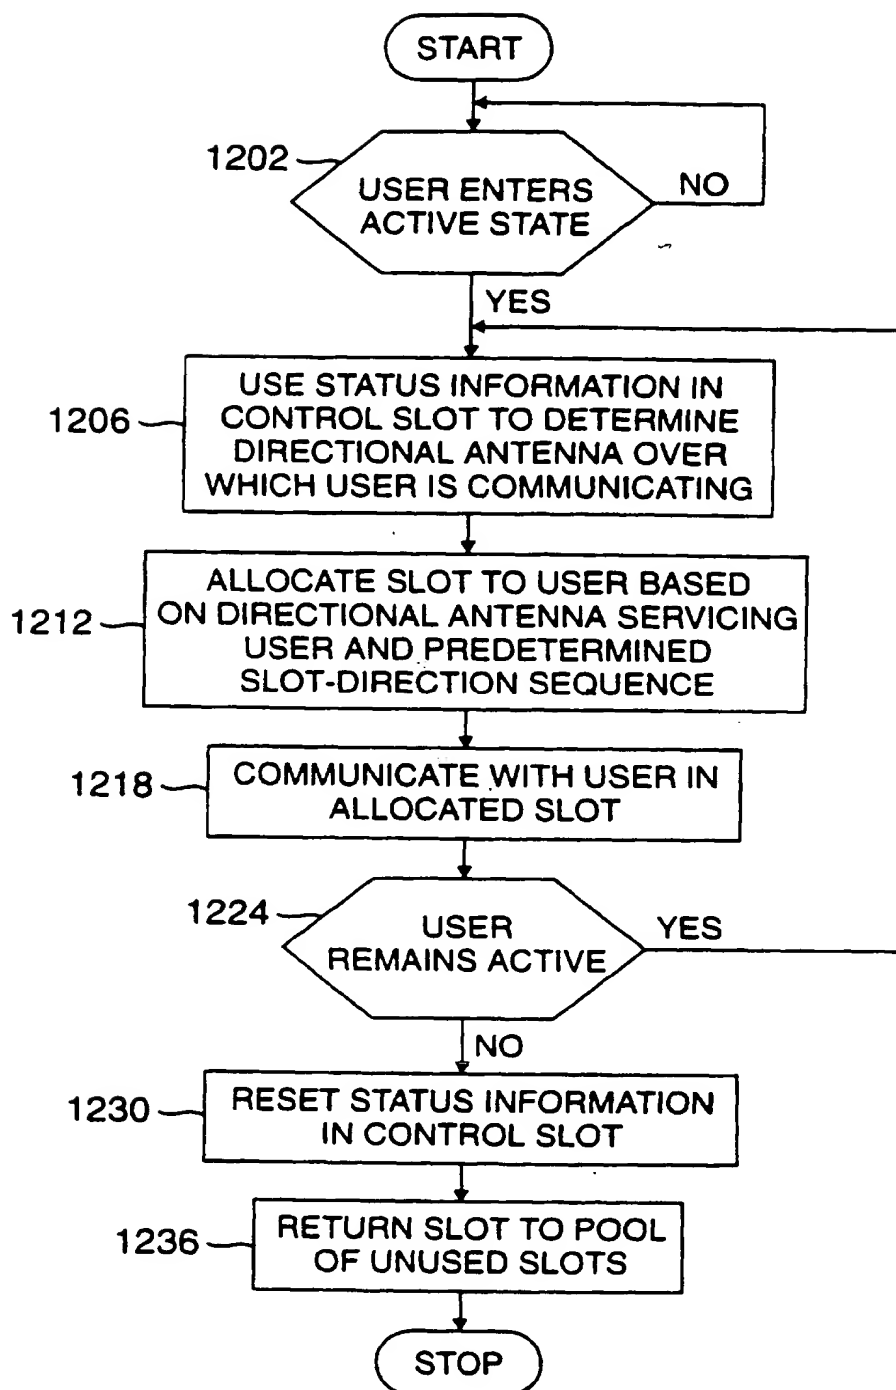 START
1202
USER ENTERS
ACTIVE STATE
NO
YES
1206
USE STATUS INFORMATION IN
CONTROL SLOT TO DETERMINE
DIRECTIONAL ANTENNA OVER
WHICH USER IS COMMUNICATING
1212
ALLOCATE SLOT TO USER BASED
ON DIRECTIONAL ANTENNA SERVICING
USER AND PREDETERMINED
SLOT-DIRECTION SEQUENCE
1218
COMMUNICATE WITH USER IN
ALLOCATED SLOT
1224
USER
REMAINS ACTIVE
YES
NO
1230
RESET STATUS INFORMATION
IN CONTROL SLOT
1236
RETURN SLOT TO POOL
OF UNUSED SLOTS
STOP